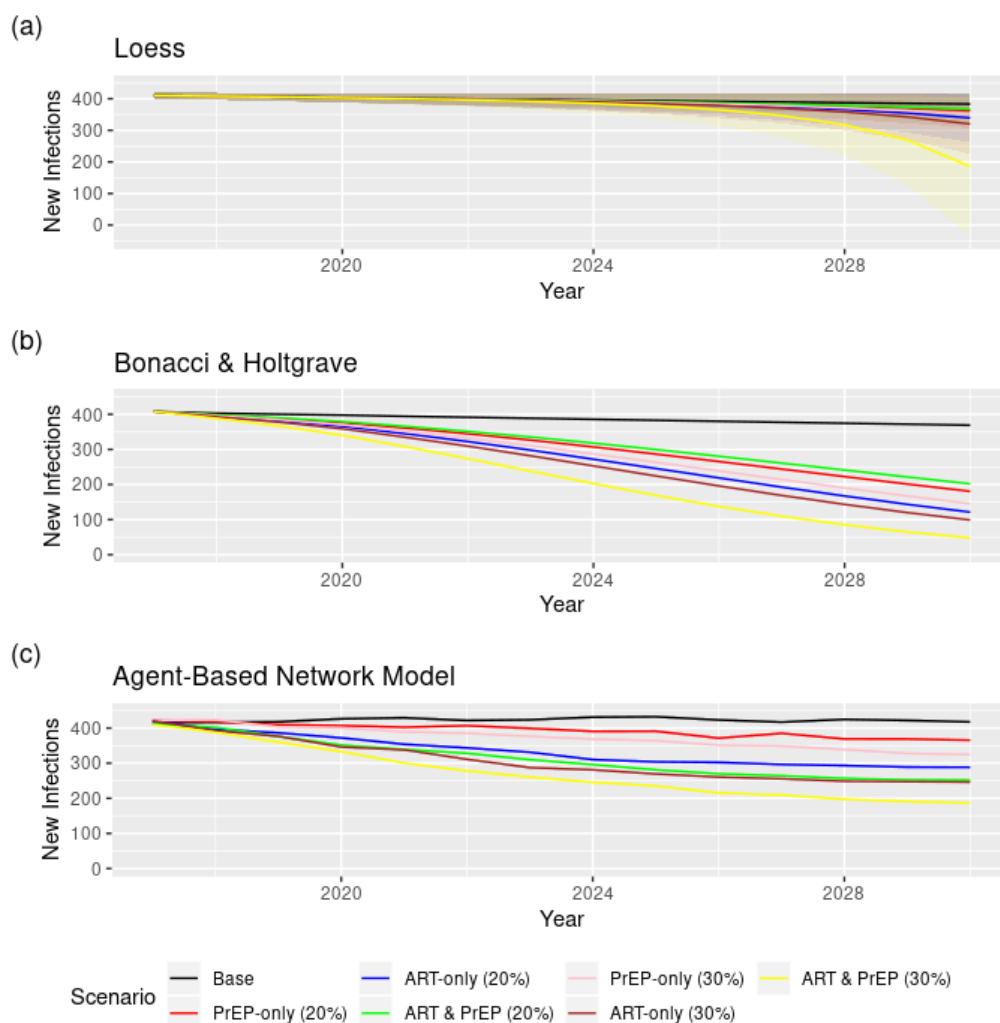 (a)
Loess
400
300
200
100
0
New Infections
2020 2024 2028
Year
(b)
Bonacci & Holtgrave
400
300
200
100
0
New Infections
2020 2024 2028
Year
(c)
Agent-Based Network Model
400
300
200
100
0
New Infections
2020 2024 2028
Year
Scenario
Base ART-only (20%) PrEP-only (30%) ART & PrEP (30%)
PrEP-only (20%) ART & PrEP (20%) ART-only (30%)